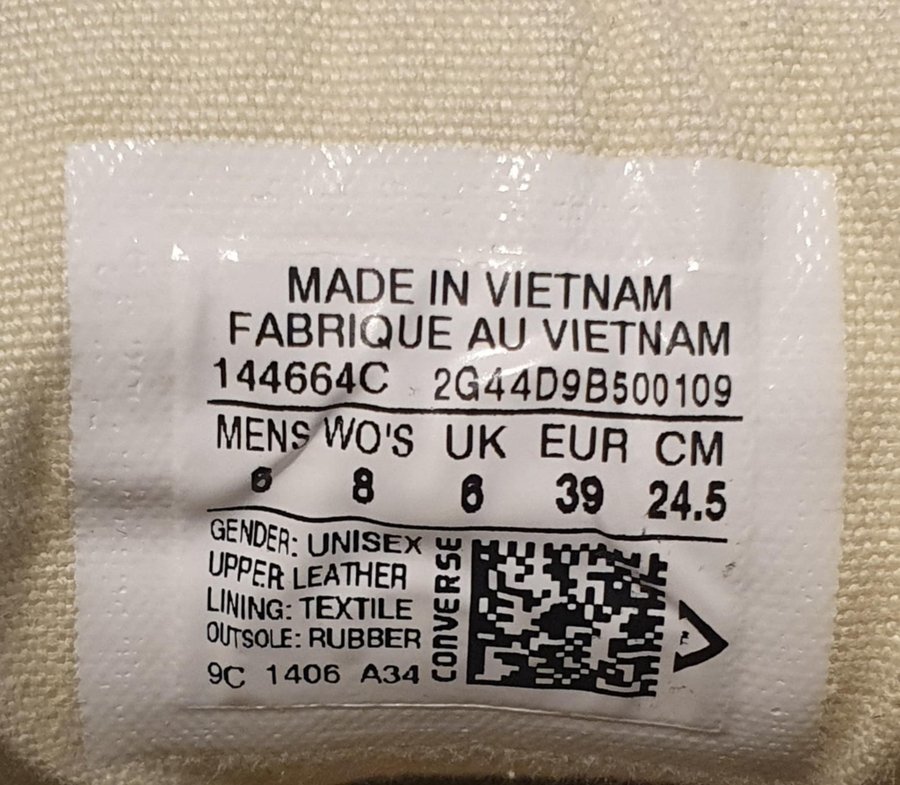 MADE IN VIETNAM
FABRIQUE AU VIETNAM
144664C 2G44D9B500109
MENS WO'S UK EUR CM
6 8 6 39 24.5
GENDER: UNISEX
UPPER LEATHER
LINING: TEXTILE
OUTSOLE: RUBBER
9C 1406 A34
CONVERSE